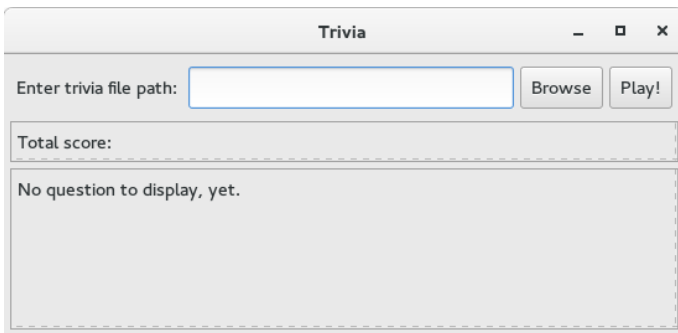 Trivia
Enter trivia file path: Browse Play!
Total score:
No question to display, yet.